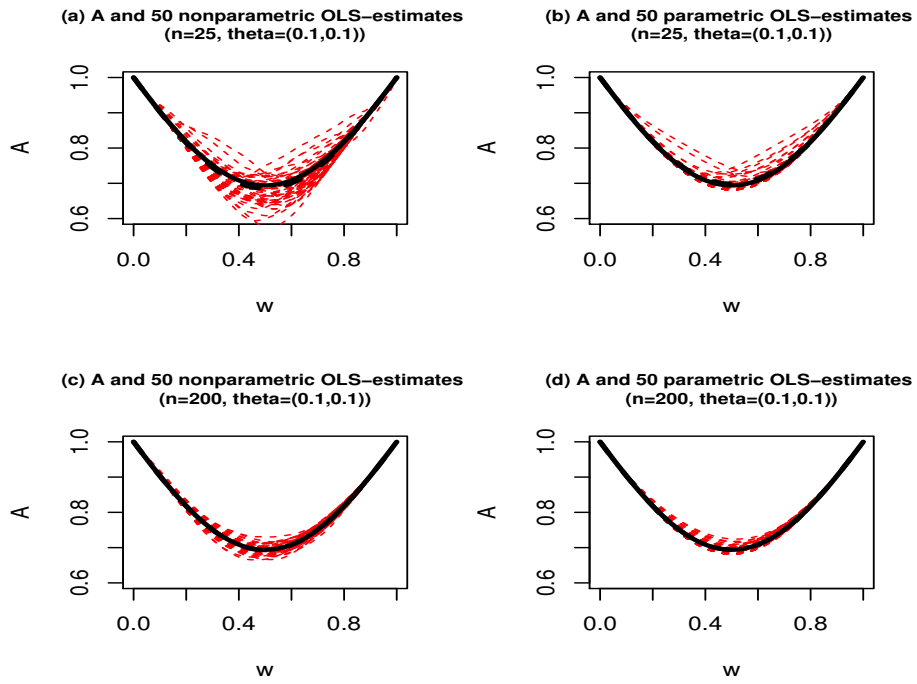 (a) A and 50 nonparametric OLS−estimates
(n=25, theta=(0.1,0.1))
A
1.0
0.8
0.6
0.0 0.4 0.8
w
(b) A and 50 parametric OLS−estimates
(n=25, theta=(0.1,0.1))
A
1.0
0.8
0.6
0.0 0.4 0.8
w
(c) A and 50 nonparametric OLS−estimates
(n=200, theta=(0.1,0.1))
A
1.0
0.8
0.6
0.0 0.4 0.8
w
(d) A and 50 parametric OLS−estimates
(n=200, theta=(0.1,0.1))
A
1.0
0.8
0.6
0.0 0.4 0.8
w